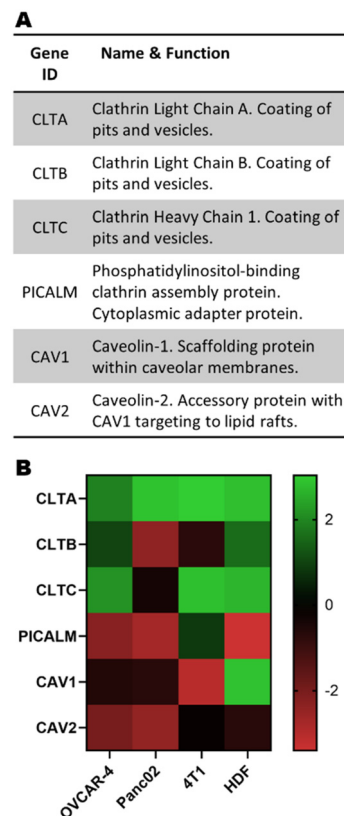 A
Gene ID
Name & Function
CLTA
Clathrin Light Chain A. Coating of
pits and vesicles.
CLTB
Clathrin Light Chain B. Coating of
pits and vesicles.
CLTC
Clathrin Heavy Chain 1. Coating of
pits and vesicles.
PICALM
Phosphatidylinositol-binding
clathrin assembly protein.
Cytoplasmic adapter protein.
CAV1
Caveolin-1. Scaffolding protein
within caveolar membranes.
CAV2
Caveolin-2. Accessory protein with
CAV1 targeting to lipid rafts.
B
CLTA
CLTB
CLTC
PICALM
CAV1
CAV2
OVCAR-4
Panc02
4T1
HDF
2
0
-2